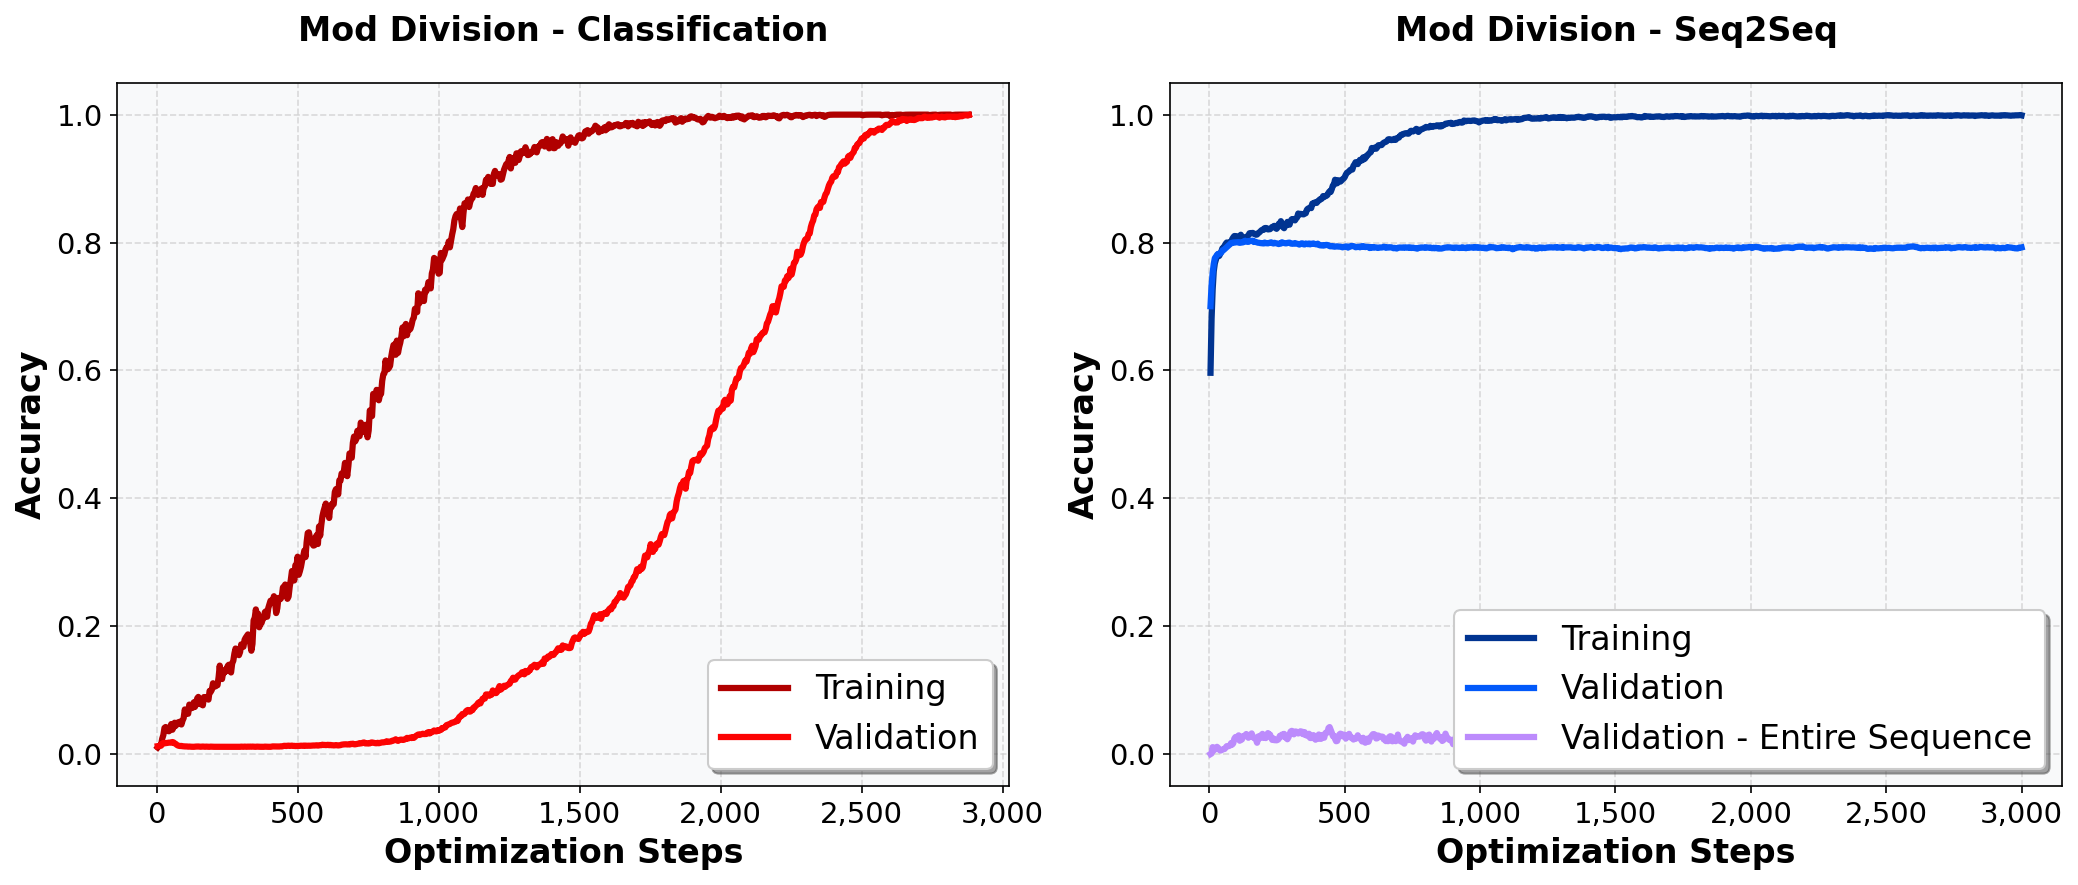 Mod Division - Classification
Accuracy
1.0
0.8
0.6
0.4
0.2
0.0
Training
Validation
0 500 1,000 1,500 2,000 2,500 3,000
Optimization Steps
Mod Division - Seq2Seq
Accuracy
1.0
0.8
0.6
0.4
0.2
0.0
Training
Validation
Validation - Entire Sequence
0 500 1,000 1,500 2,000 2,500 3,000
Optimization Steps